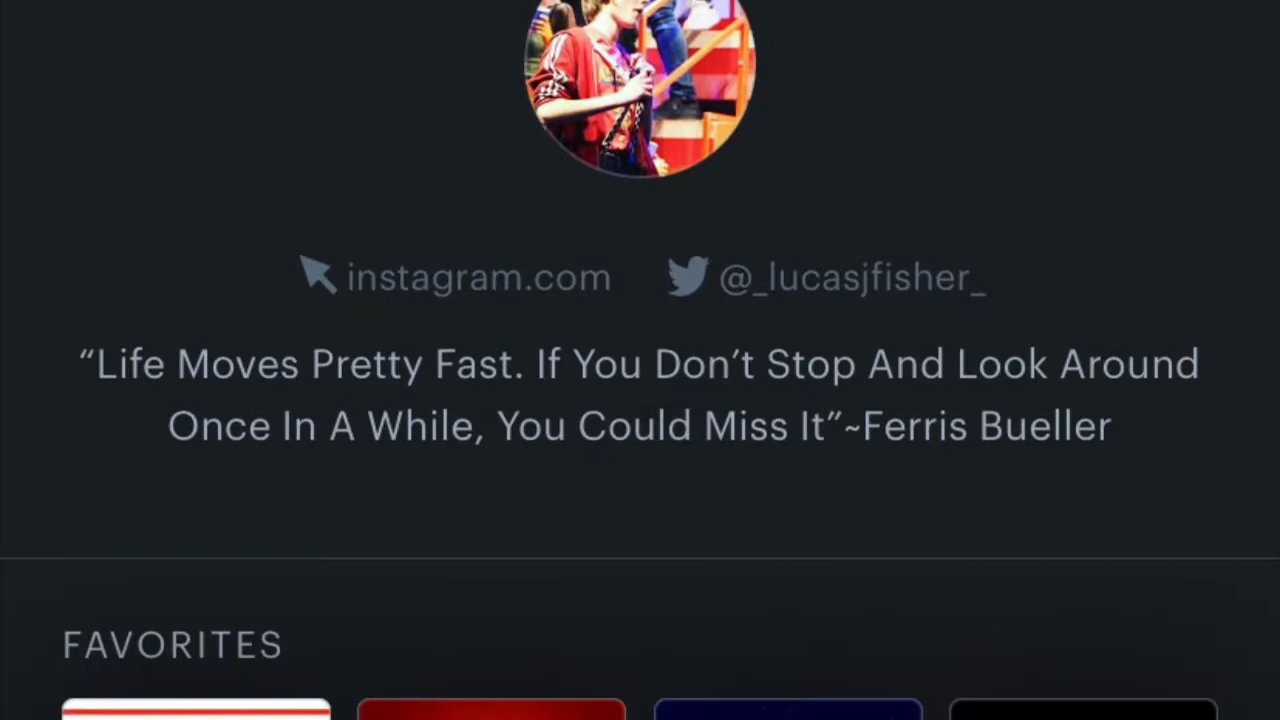 instagram.com @_lucasjfisher_
“Life Moves Pretty Fast. If You Don’t Stop And Look Around
Once In A While, You Could Miss It”~Ferris Bueller
FAVORITES